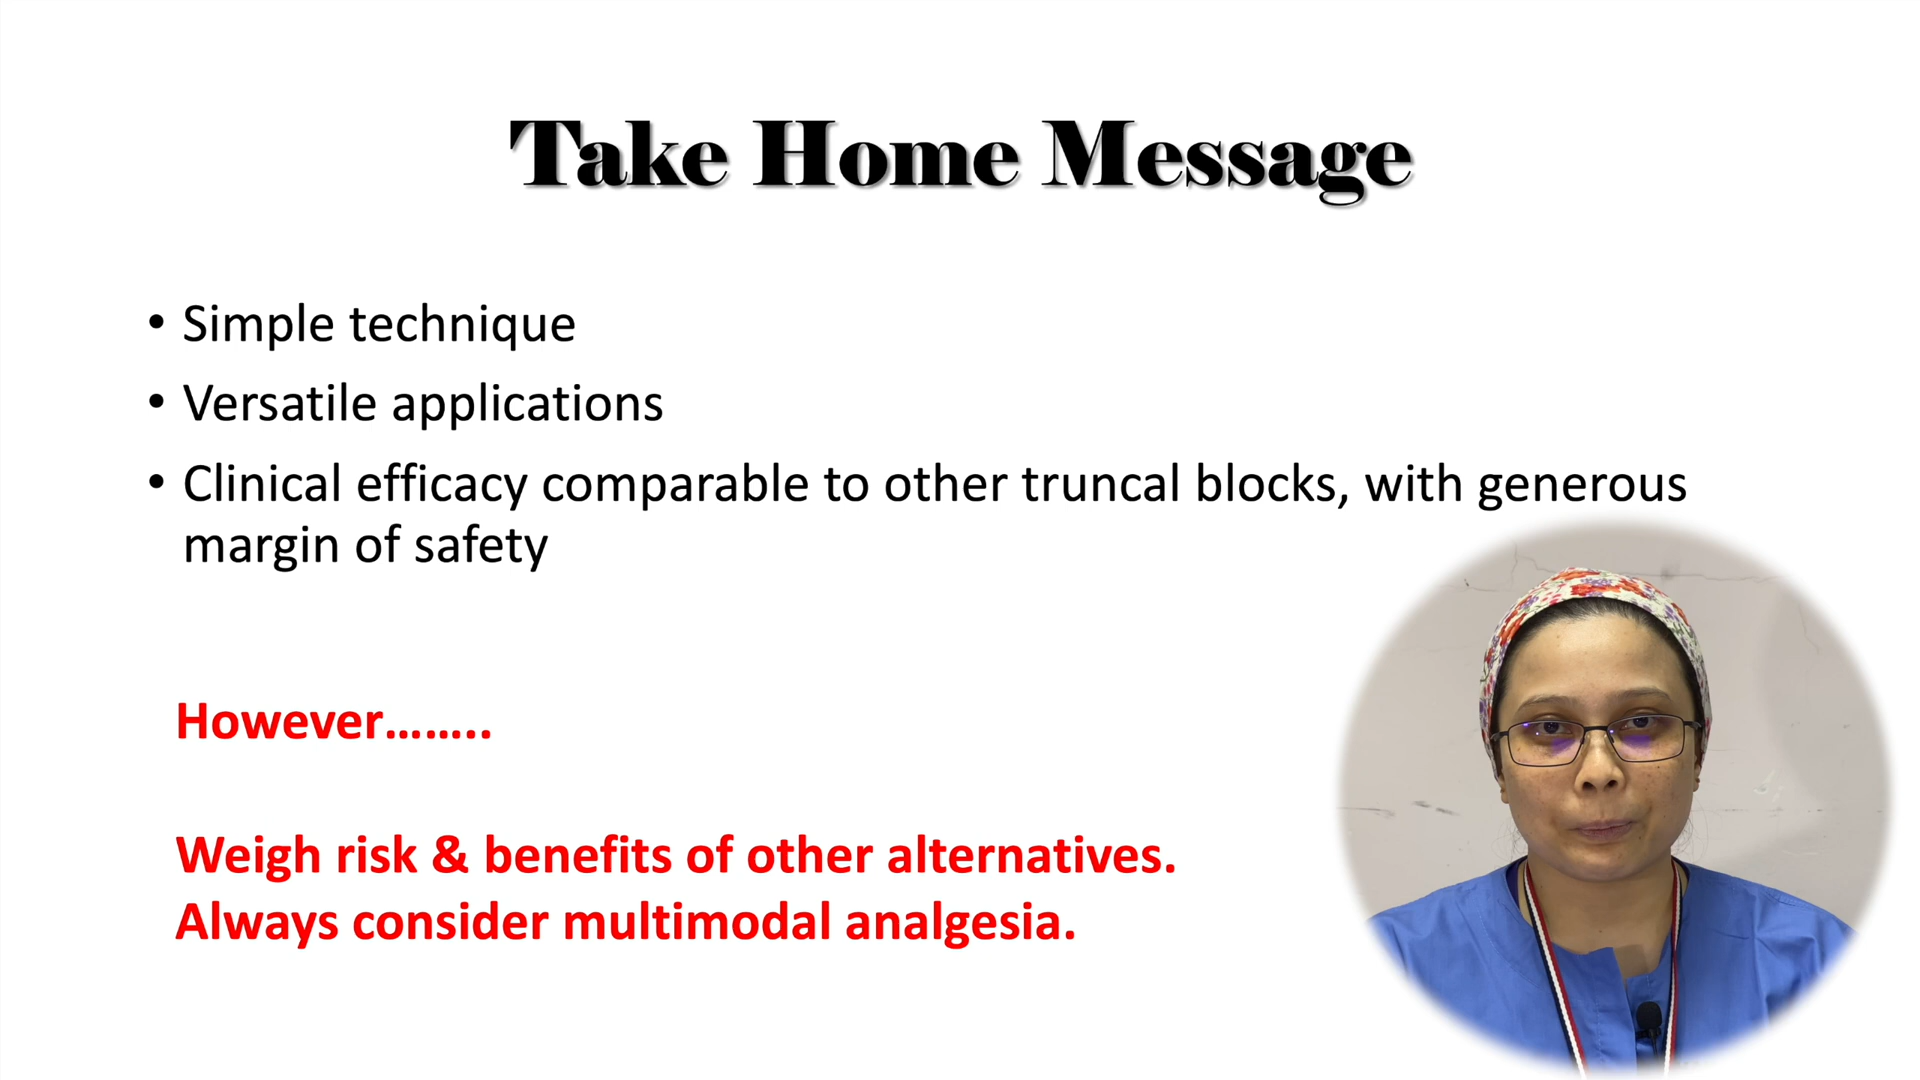 Take Home Message
• Simple technique
• Versatile applications
• Clinical efficacy comparable to other truncal blocks, with generous
margin of safety
However……..
Weigh risk & benefits of other alternatives.
Always consider multimodal analgesia.